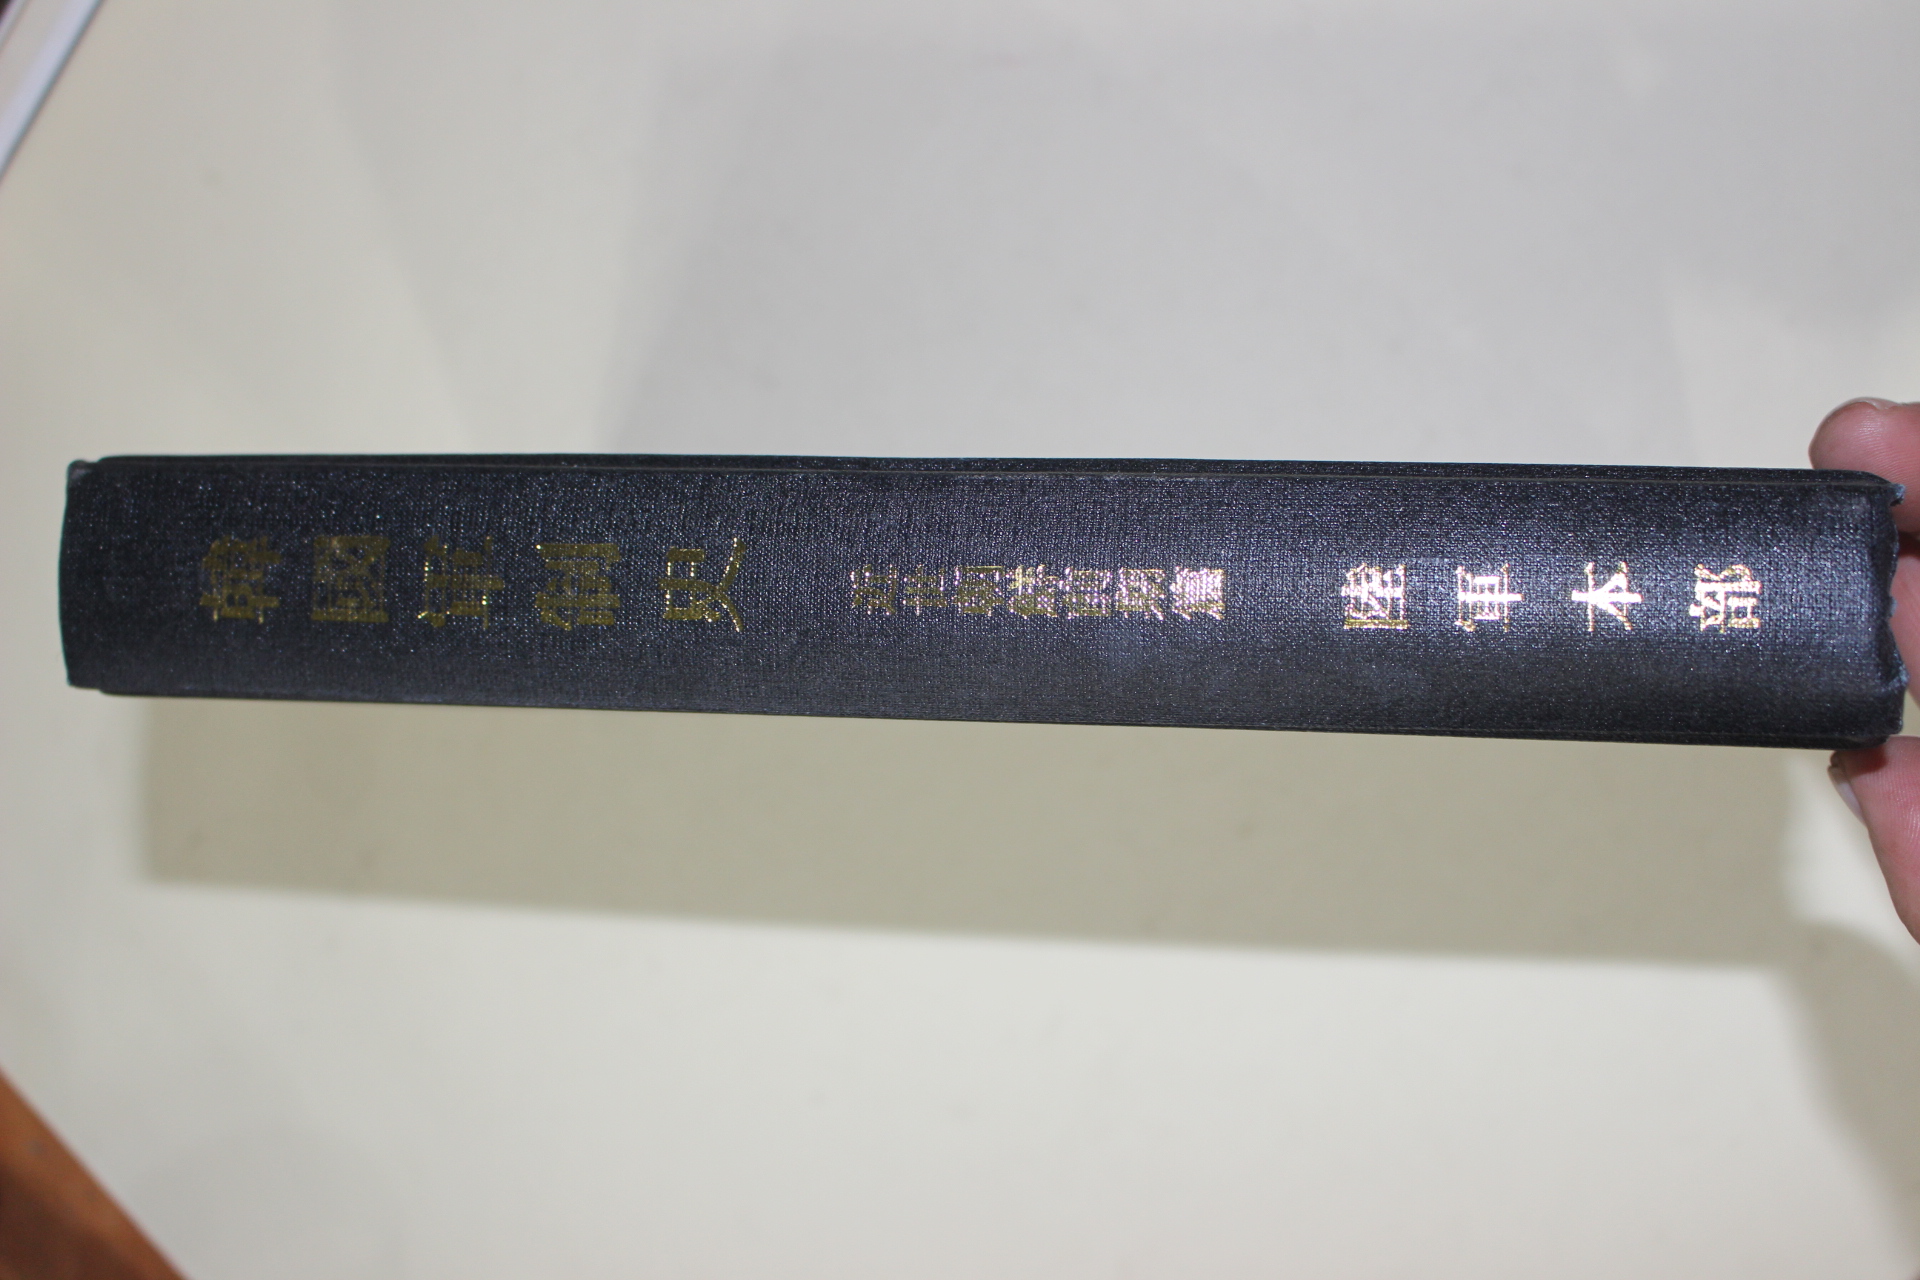 韓國軍制史
近世朝鮮前期篇
陸軍本部